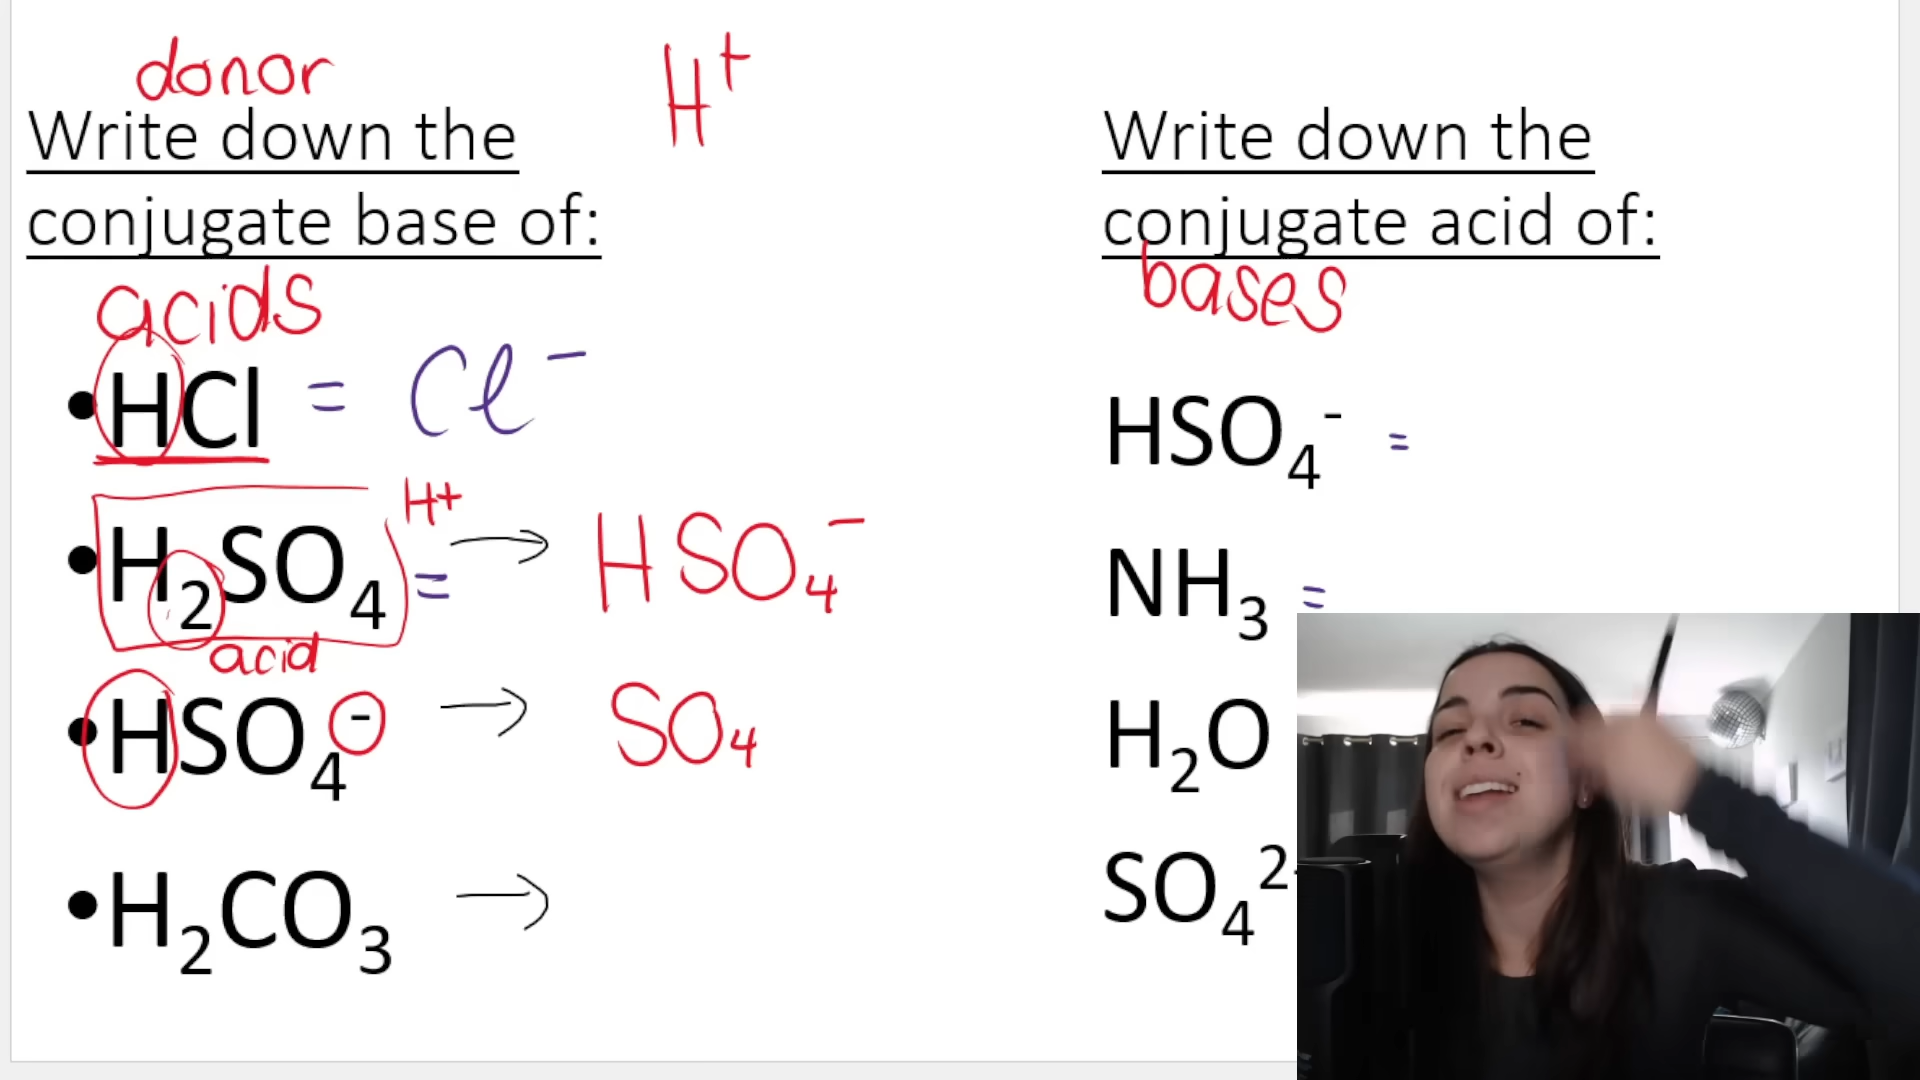 donor
H⁺
Write down the
conjugate base of:
acids
•HCl = Cl⁻
•H₂SO₄ = H+ → HSO₄⁻
acid
•HSO₄⁻ → SO₄
•H₂CO₃ →
Write down the
conjugate acid of:
bases
HSO₄⁻ =
NH₃ =
H₂O
SO₄²⁻